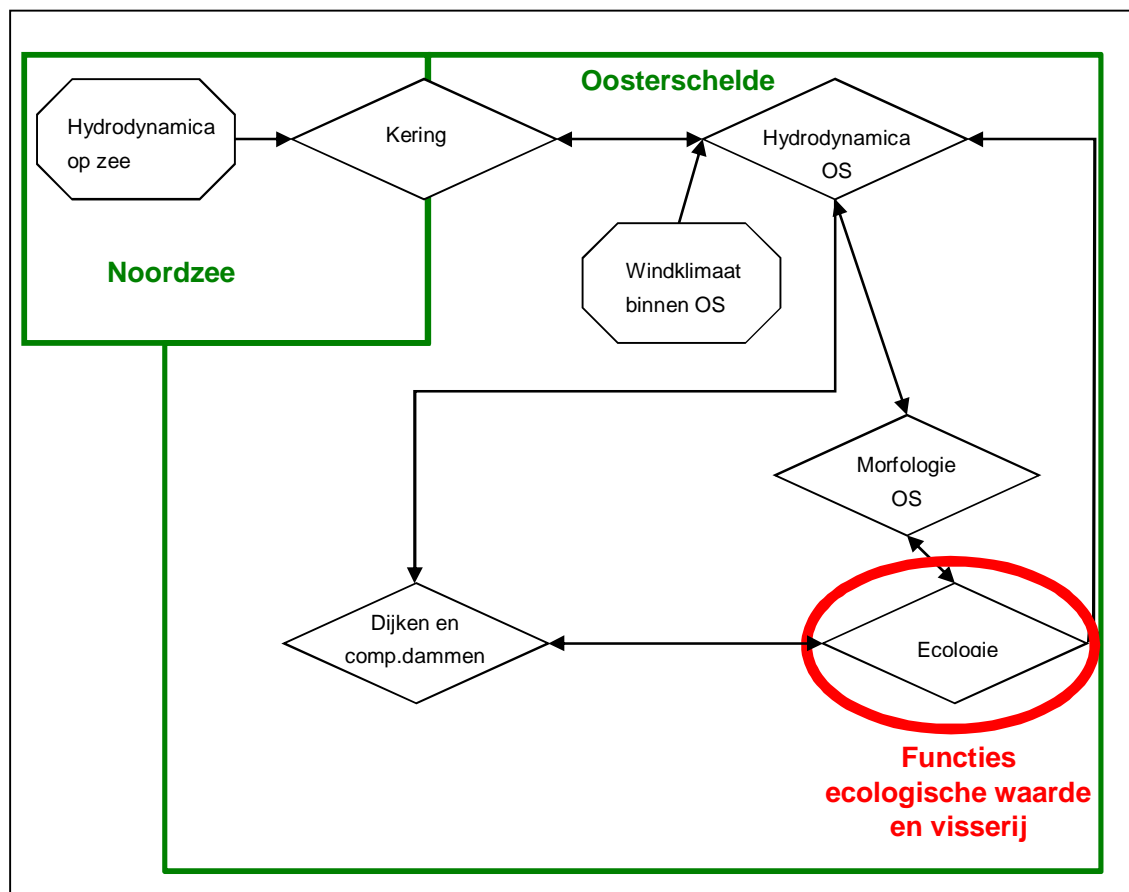 Oosterschelde
Hydrodynamica
op zee
Kering
Hydrodynamica
OS
Noordzee
Windklimaat
binnen OS
Morfologie
OS
Dijken en
comp.dammen
Ecologie
Functies
ecologische waarde
en visserij